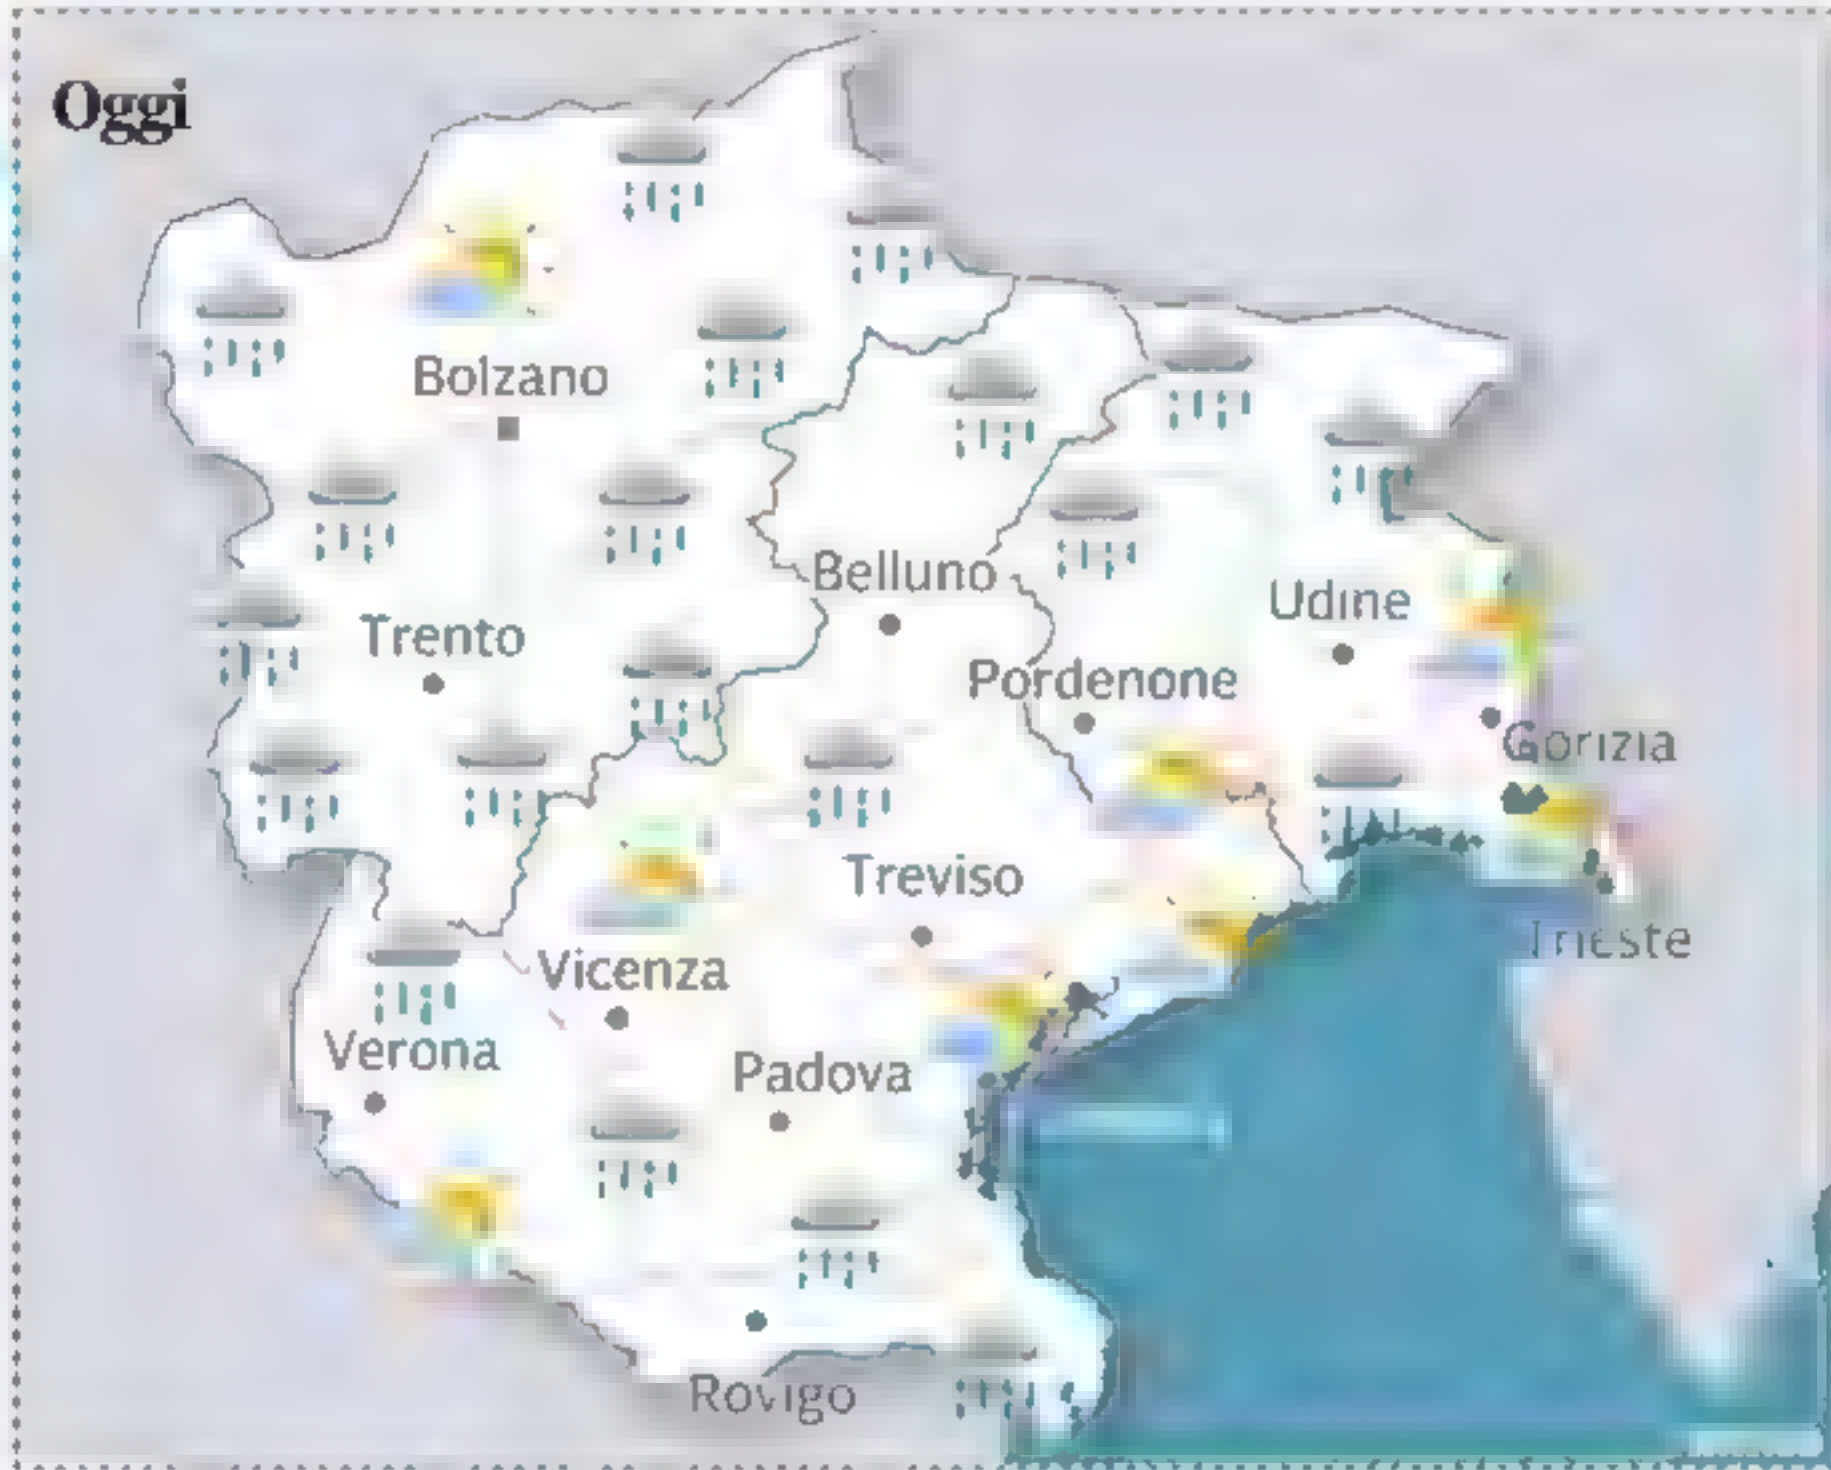 Oggi
Bolzano
Belluno
Udine
Trento
Pordenone
Gorizia
Treviso
Trieste
Vicenza
Verona
Padova
Rovigo